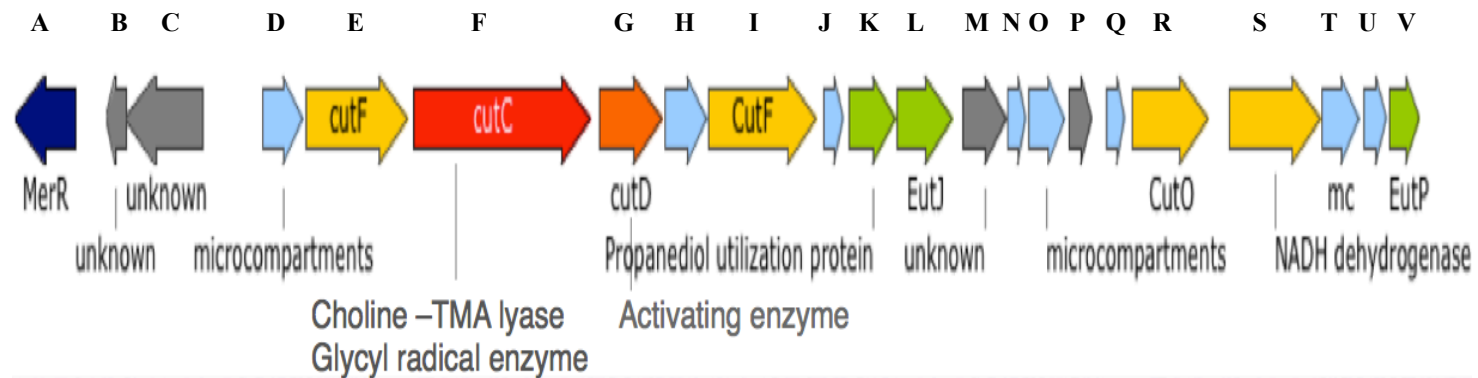 A B C D E F G H I J K L M N O P Q R S T U V
cutF cutC CutF
MerR unknown cutD EutJ CutO mc EutP
unknown microcompartments Propanediol utilization protein unknown microcompartments NADH dehydrogenase
Choline –TMA lyase Activating enzyme
Glycyl radical enzyme